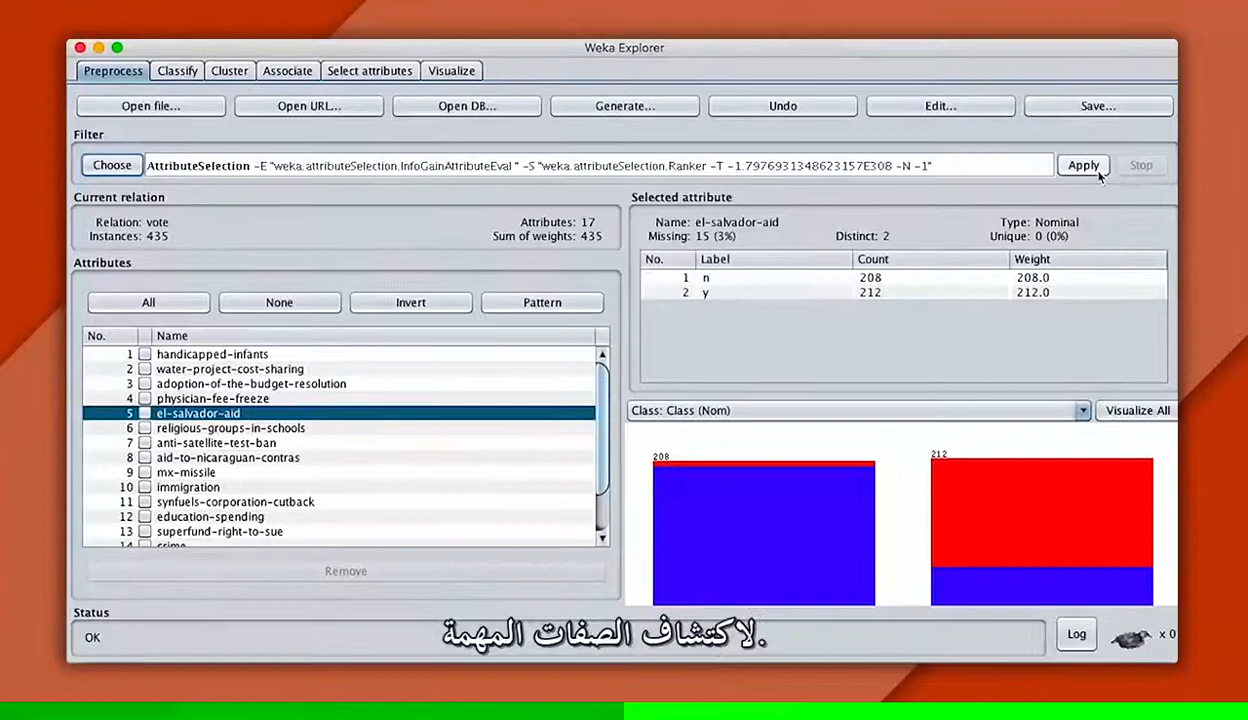 Weka Explorer
Preprocess Classify Cluster Associate Select attributes Visualize
Open file... Open URL... Open DB... Generate... Undo Edit... Save...
Filter
Choose AttributeSelection -E "weka.attributeSelection.InfoGainAttributeEval " -S "weka.attributeSelection.Ranker -T -1.7976931348623157E308 -N -1" Apply Stop
Current relation
Relation: vote Attributes: 17
Instances: 435 Sum of weights: 435
Attributes
All None Invert Pattern
No. Name
1 handicapped-infants
2 water-project-cost-sharing
3 adoption-of-the-budget-resolution
4 physician-fee-freeze
5 el-salvador-aid
6 religious-groups-in-schools
7 anti-satellite-test-ban
8 aid-to-nicaraguan-contras
9 mx-missile
10 immigration
11 synfuels-corporation-cutback
12 education-spending
13 superfund-right-to-sue
14 crime
Remove
Selected attribute
Name: el-salvador-aid Type: Nominal
Missing: 15 (3%) Distinct: 2 Unique: 0 (0%)
No. Label Count Weight
1 n 208 208.0
2 y 212 212.0
Class: Class (Nom) Visualize All
208 212
Status
OK Log x 0
لاكتشاف الصفات المهمة.